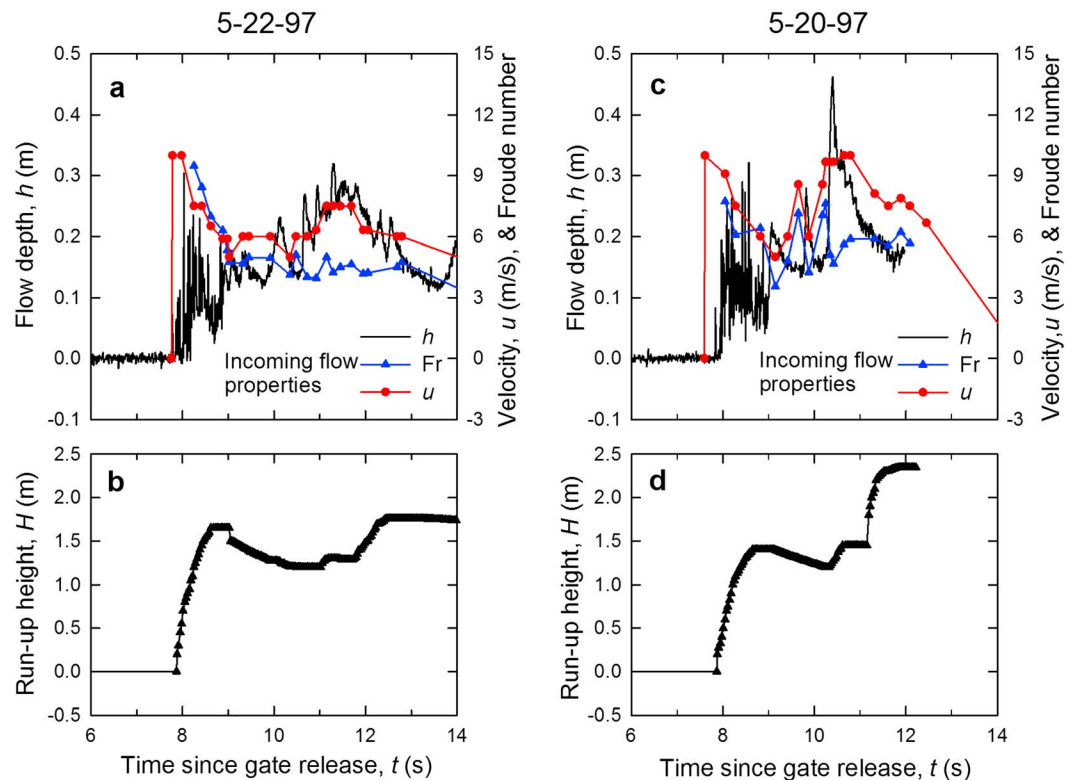 5-22-97
5-20-97
a
0.5
0.4
0.3
0.2
0.1
0.0
-0.1
Flow depth, h (m)
15
12
9
6
3
0
-3
Velocity, u (m/s), & Froude number
Incoming flow
properties
h
Fr
u
c
0.5
0.4
0.3
0.2
0.1
0.0
-0.1
Flow depth, h (m)
15
12
9
6
3
0
-3
Velocity,u (m/s), & Froude number
Incoming flow
properties
h
Fr
u
b
2.5
2.0
1.5
1.0
0.5
0.0
-0.5
Run-up height, H (m)
6 8 10 12 14
Time since gate release, t (s)
d
2.5
2.0
1.5
1.0
0.5
0.0
-0.5
Run-up height, H (m)
6 8 10 12 14
Time since gate release, t (s)